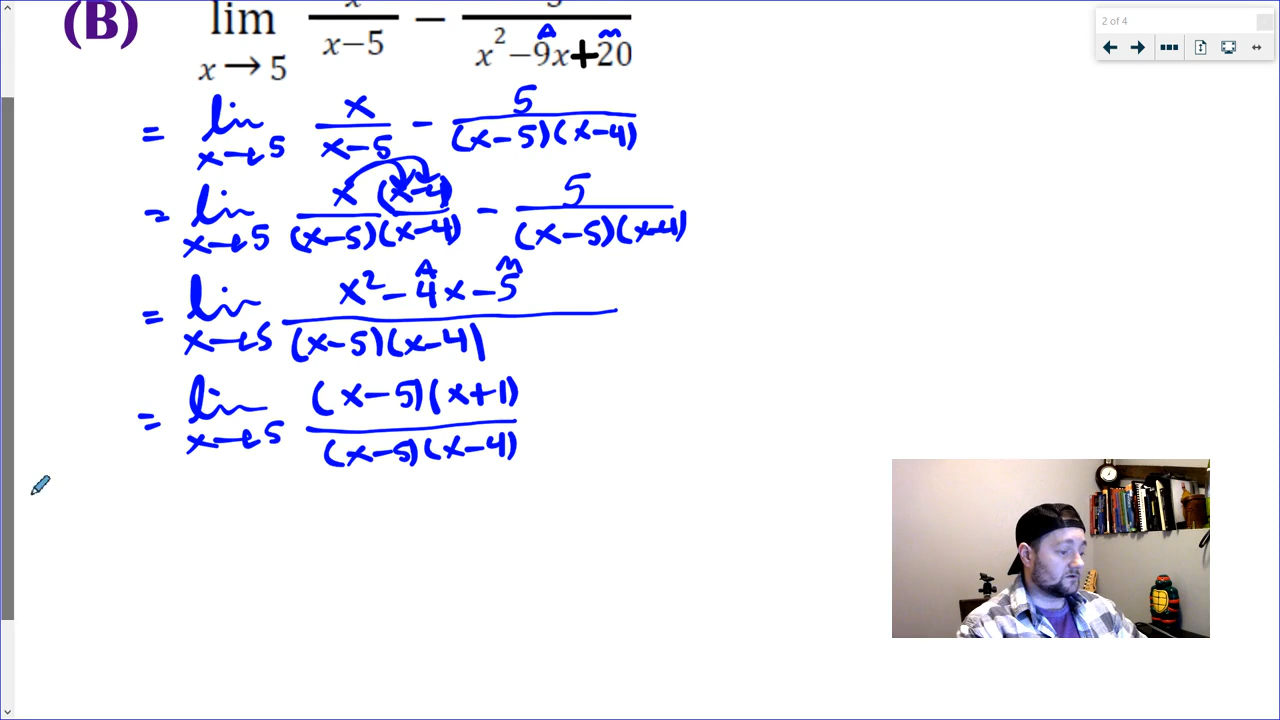 2 of 4
(B) lim x→5 x/(x−5) − 5/(x² − 9x + 20)
A M
= lim x→5 x/(x−5) − 5/((x−5)(x−4))
= lim x→5 x(x−4)/((x−5)(x−4)) − 5/((x−5)(x−4))
A M
= lim x→5 (x² − 4x − 5)/((x−5)(x−4))
= lim x→5 (x−5)(x+1)/((x−5)(x−4))